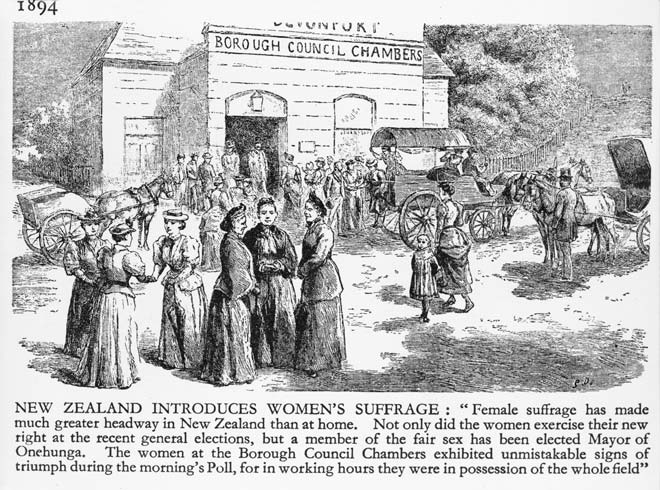 1894
DEVONPORT
BOROUGH COUNCIL CHAMBERS
NEW ZEALAND INTRODUCES WOMEN'S SUFFRAGE : "Female suffrage has made
much greater headway in New Zealand than at home. Not only did the women exercise their new
right at the recent general elections, but a member of the fair sex has been elected Mayor of
Onehunga. The women at the Borough Council Chambers exhibited unmistakable signs of
triumph during the morning's Poll, for in working hours they were in possession of the whole field"